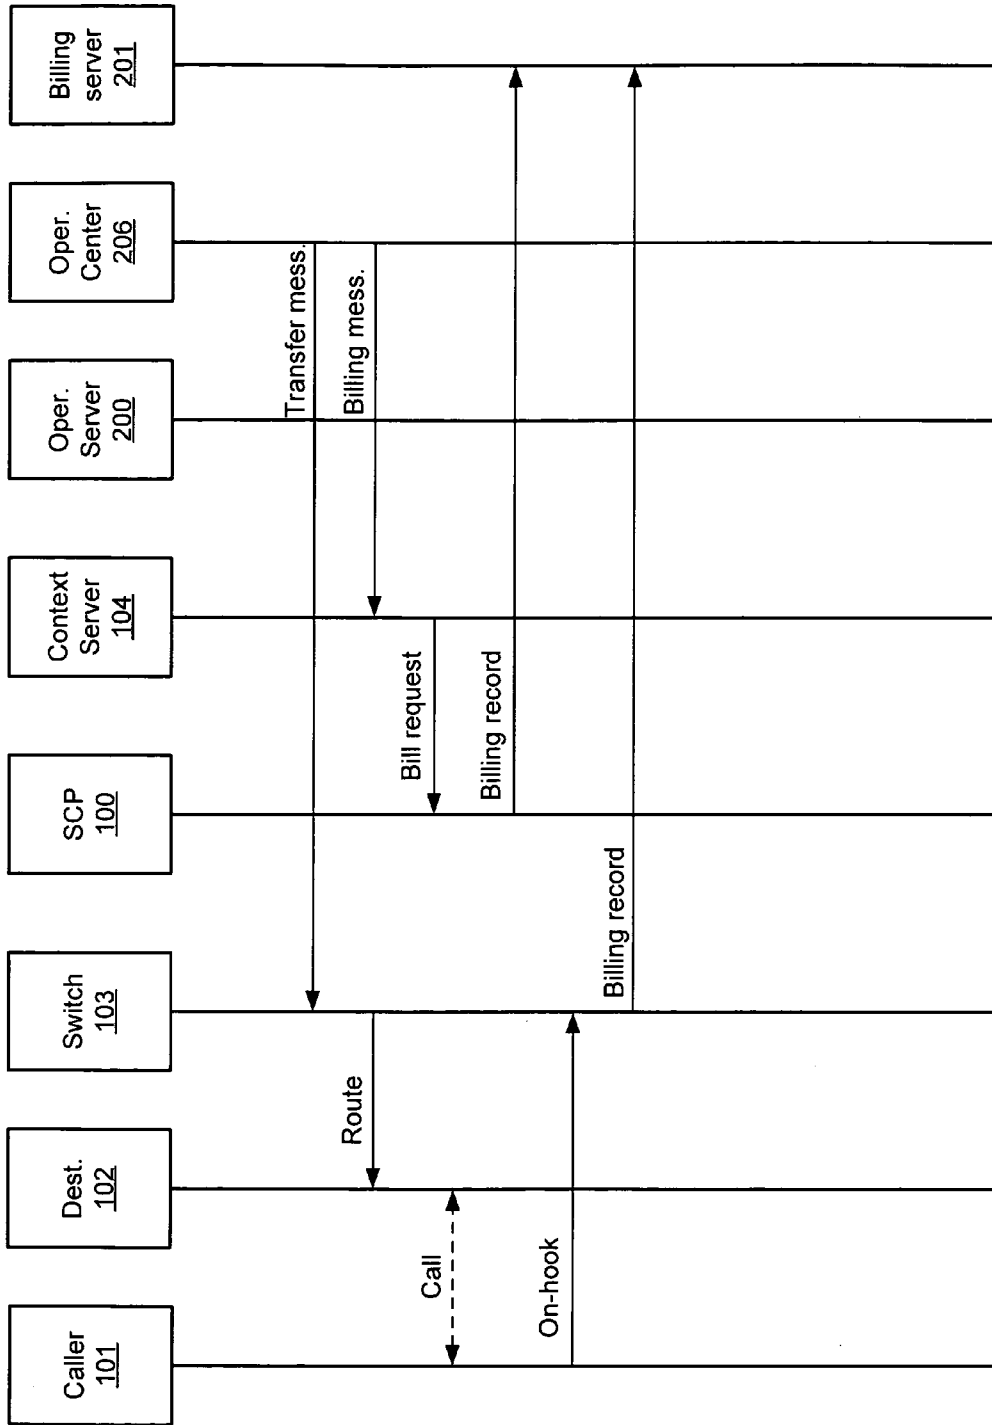 Caller
101
Dest.
102
Switch
103
SCP
100
Context
Server
104
Oper.
Server
200
Oper.
Center
206
Billing
server
201
Transfer mess.
Route
Billing mess.
Call
Bill request
Billing record
On-hook
Billing record